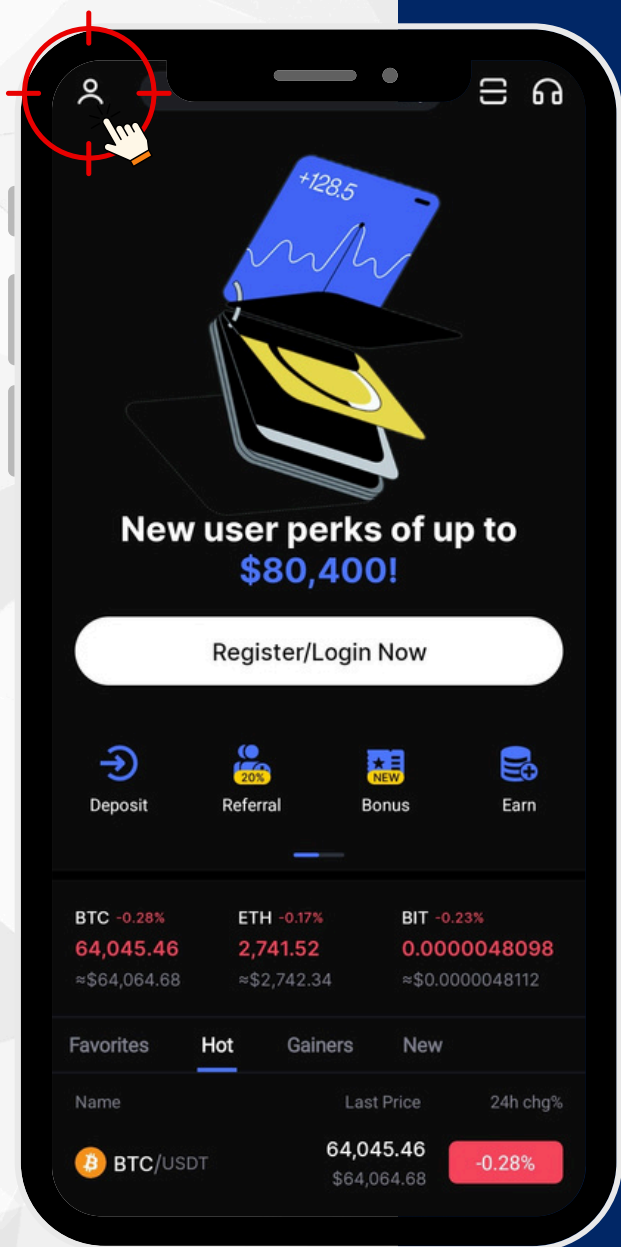 +128.5
New user perks of up to
$80,400!
Register/Login Now
20%
NEW
Deposit Referral Bonus Earn
BTC -0.28% ETH -0.17% BIT -0.23%
64,045.46 2,741.52 0.0000048098
≈$64,064.68 ≈$2,742.34 ≈$0.0000048112
Favorites Hot Gainers New
Name Last Price 24h chg%
BTC/USDT 64,045.46 -0.28%
$64,064.68